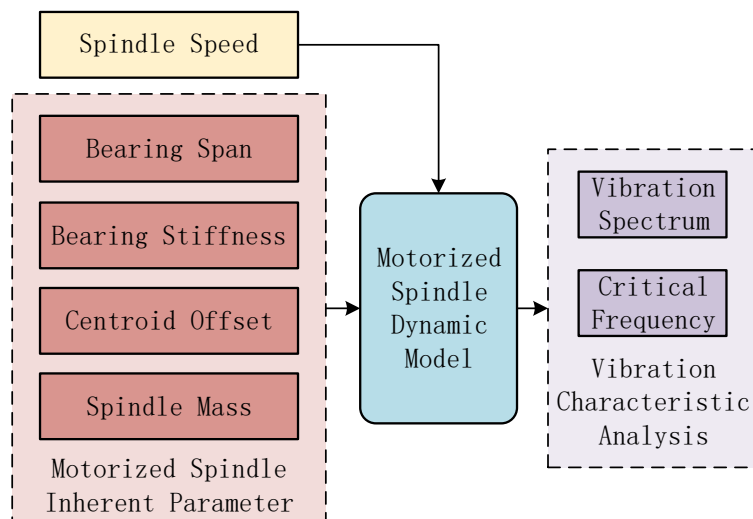 Spindle Speed
Bearing Span
Bearing Stiffness
Centroid Offset
Spindle Mass
Motorized Spindle
Inherent Parameter
Motorized
Spindle
Dynamic
Model
Vibration
Spectrum
Critical
Frequency
Vibration
Characteristic
Analysis